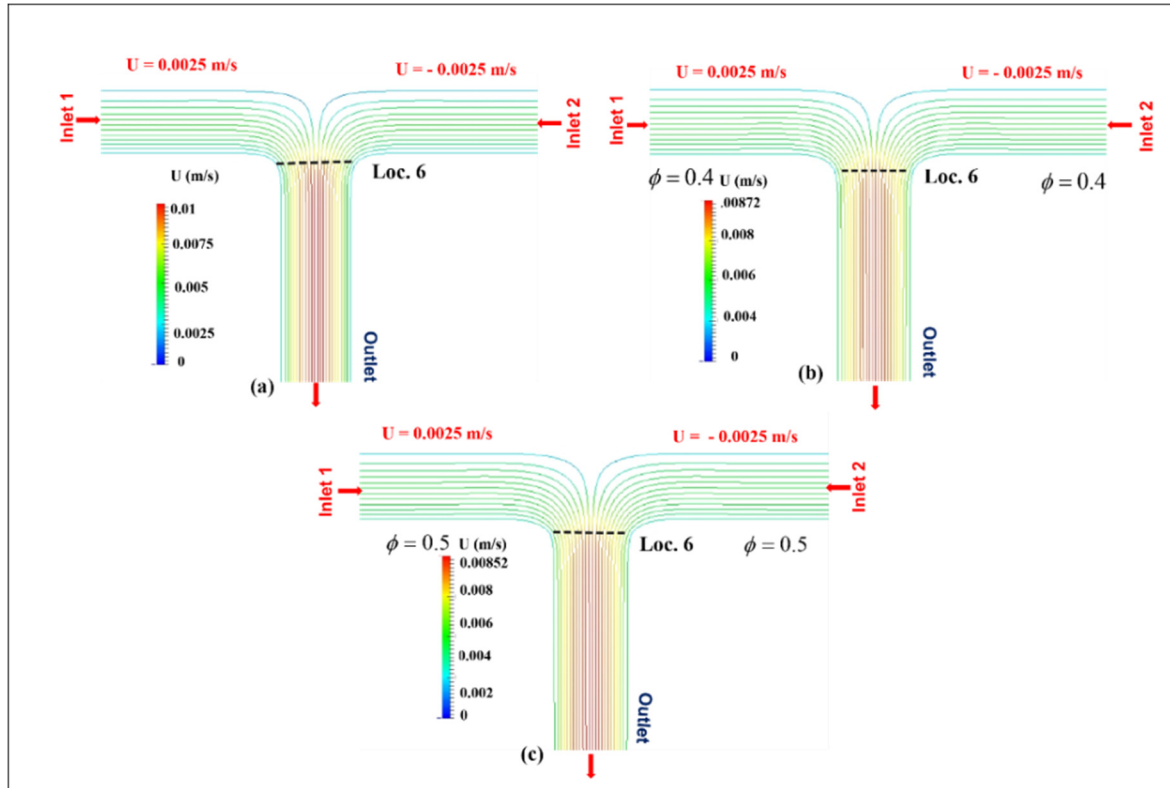 U = 0.0025 m/s
U = - 0.0025 m/s
Inlet 1
Inlet 2
Loc. 6
U (m/s)
0.01
0.0075
0.005
0.0025
0
Outlet
(a)
U = 0.0025 m/s
U = - 0.0025 m/s
Inlet 1
Inlet 2
Loc. 6
ϕ = 0.4
U (m/s)
ϕ = 0.4
.00872
0.008
0.006
0.004
0
Outlet
(b)
U = 0.0025 m/s
U = - 0.0025 m/s
Inlet 1
Inlet 2
Loc. 6
ϕ = 0.5
U (m/s)
ϕ = 0.5
0.00852
0.008
0.006
0.004
0.002
0
Outlet
(c)